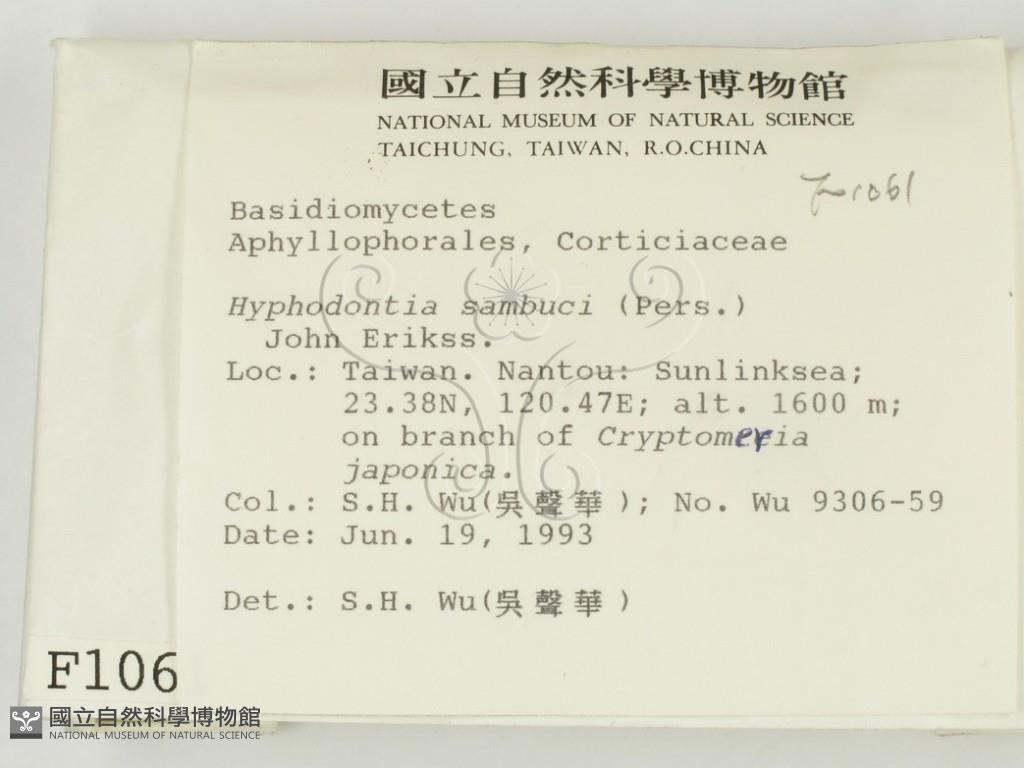 國立自然科學博物館
NATIONAL MUSEUM OF NATURAL SCIENCE
TAICHUNG, TAIWAN, R.O.CHINA
F1061
Basidiomycetes
Aphyllophorales, Corticiaceae
Hyphodontia sambuci (Pers.)
John Erikss.
Loc.: Taiwan. Nantou: Sunlinksea;
23.38N, 120.47E; alt. 1600 m;
on branch of Cryptomeria
japonica.
Col.: S.H. Wu(吳聲華); No. Wu 9306-59
Date: Jun. 19, 1993
Det.: S.H. Wu(吳聲華)
F106
國立自然科學博物館
NATIONAL MUSEUM OF NATURAL SCIENCE